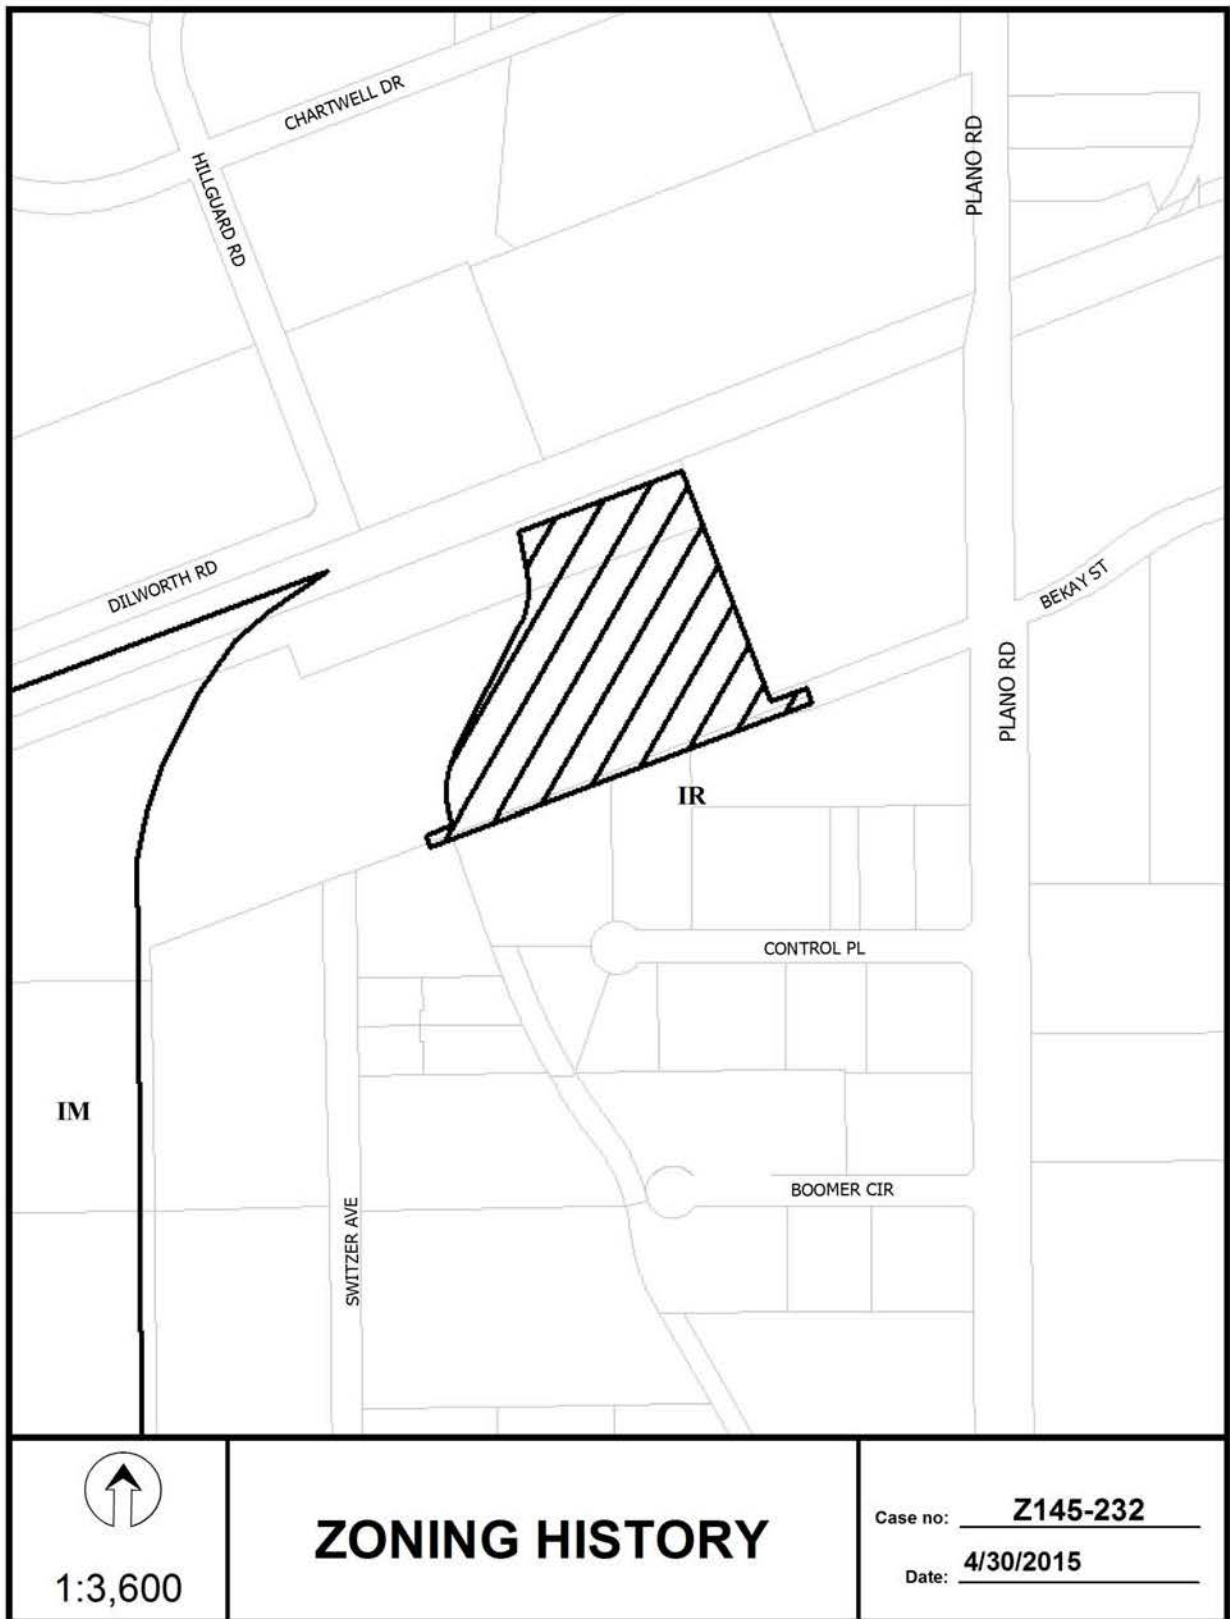 CHARTWELL DR
HILLGUARD RD
PLANO RD
DILWORTH RD
BEKAY ST
PLANO RD
IR
CONTROL PL
IM
BOOMER CIR
SWITZER AVE
1:3,600
ZONING HISTORY
Case no: Z145-232
Date: 4/30/2015